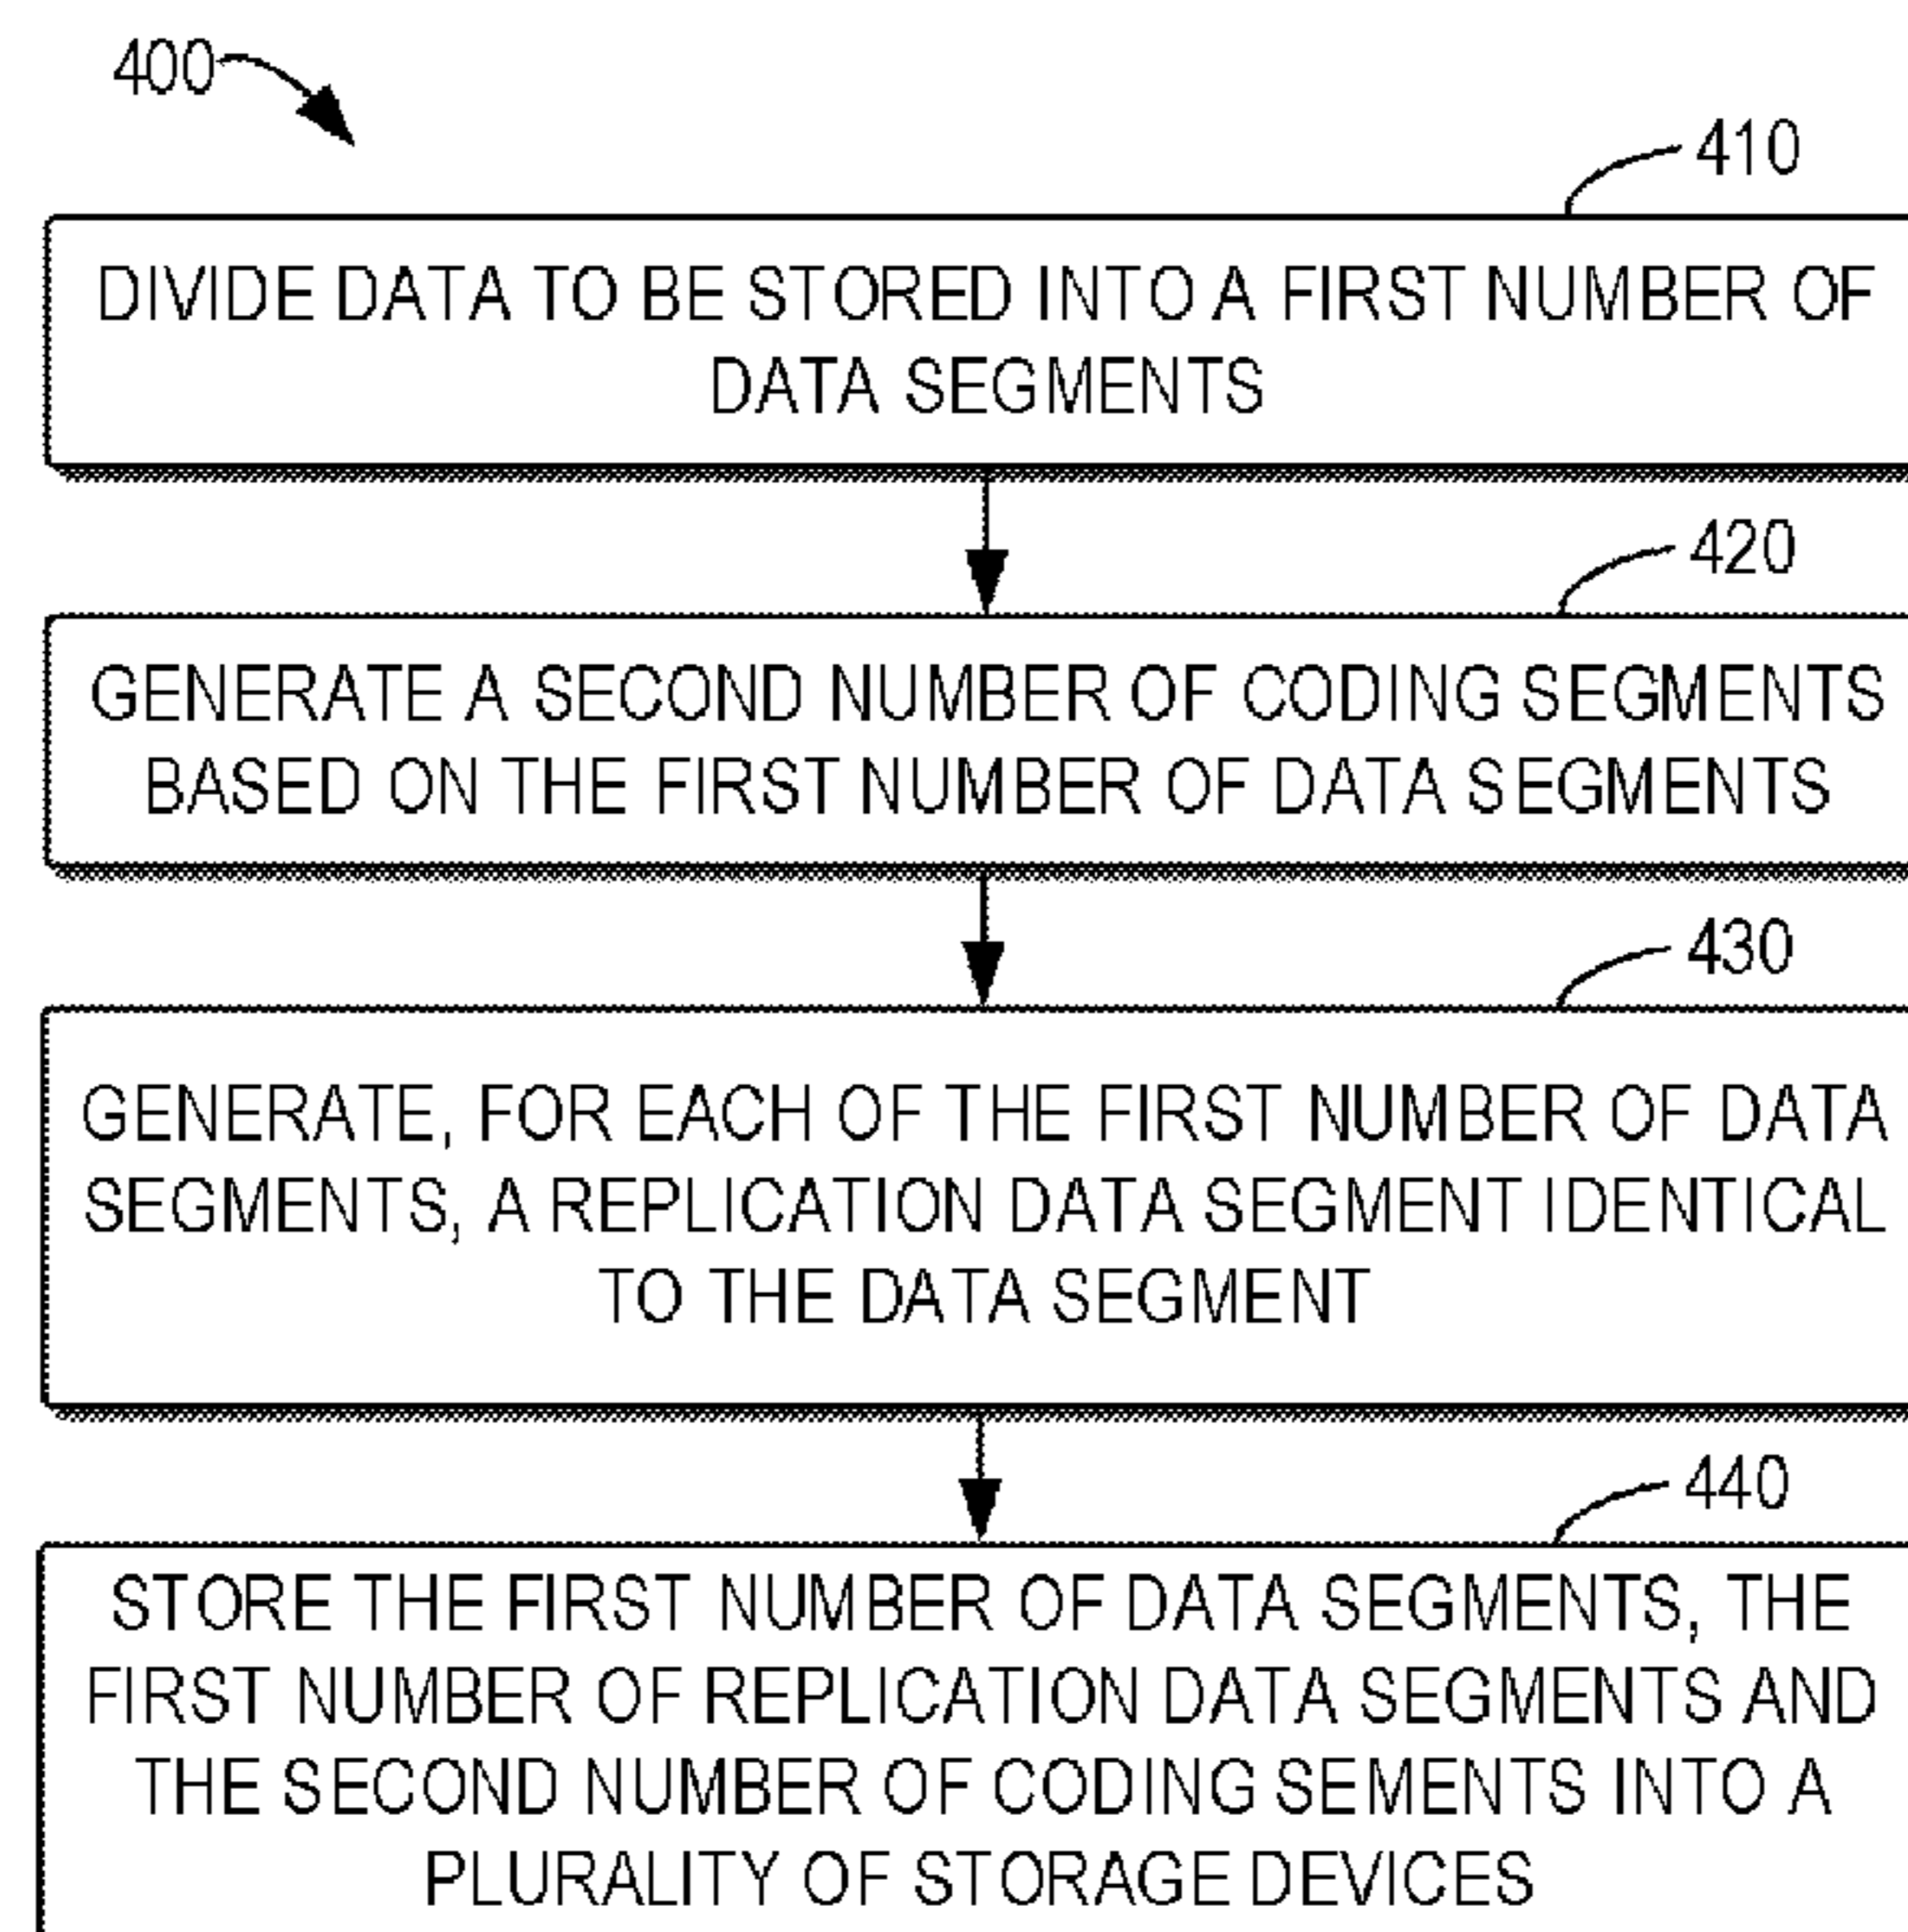 400
410
DIVIDE DATA TO BE STORED INTO A FIRST NUMBER OF
DATA SEGMENTS
420
GENERATE A SECOND NUMBER OF CODING SEGMENTS
BASED ON THE FIRST NUMBER OF DATA SEGMENTS
430
GENERATE, FOR EACH OF THE FIRST NUMBER OF DATA
SEGMENTS, A REPLICATION DATA SEGMENT IDENTICAL
TO THE DATA SEGMENT
440
STORE THE FIRST NUMBER OF DATA SEGMENTS, THE
FIRST NUMBER OF REPLICATION DATA SEGMENTS AND
THE SECOND NUMBER OF CODING SEMENTS INTO A
PLURALITY OF STORAGE DEVICES